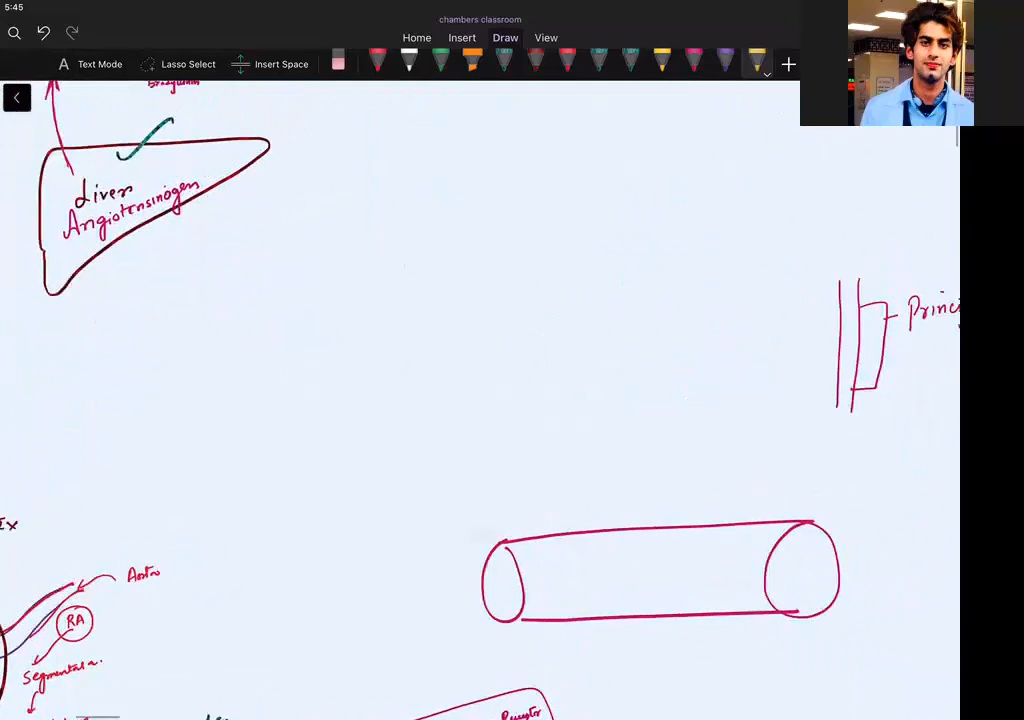 5:45
chambers classroom
Home Insert Draw View
Text Mode Lasso Select Insert Space
Liver
Angiotensinogen
Princi
Aorta
RA
Segmental a.
Receptor